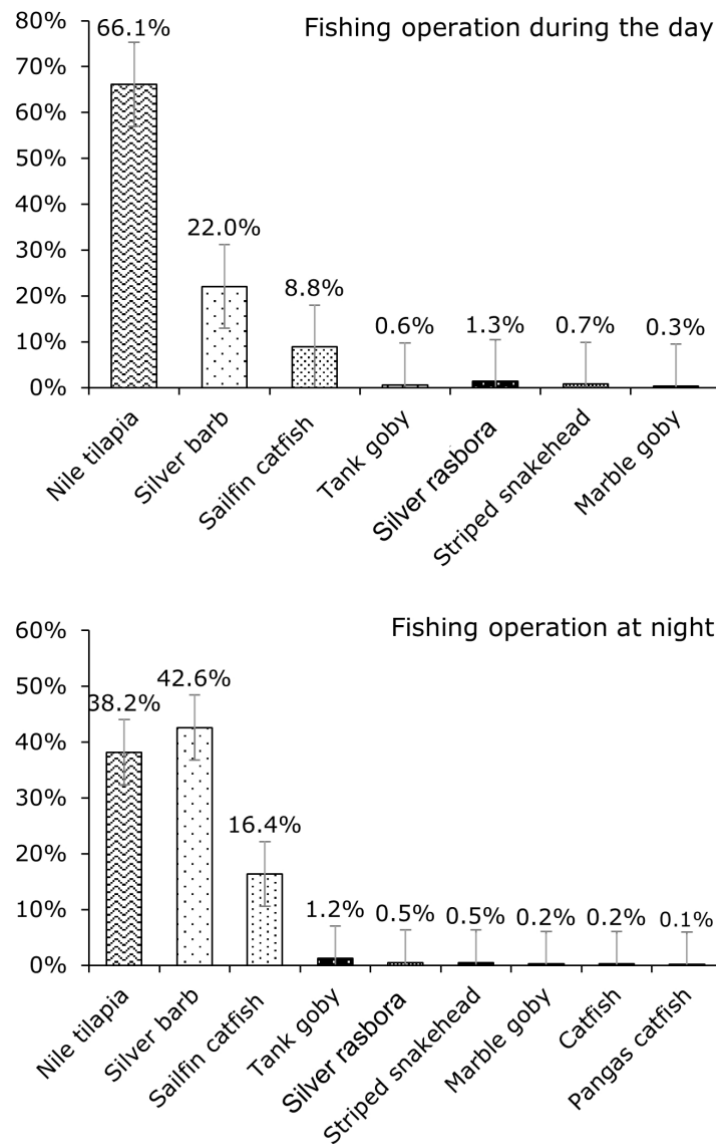 Fishing operation during the day
80%
70%
60%
50%
40%
30%
20%
10%
0%
66.1%
22.0%
8.8%
0.6%
1.3%
0.7%
0.3%
Nile tilapia
Silver barb
Sailfin catfish
Tank goby
Silver rasbora
Striped snakehead
Marble goby
Fishing operation at night
60%
50%
40%
30%
20%
10%
0%
38.2%
42.6%
16.4%
1.2%
0.5%
0.5%
0.2%
0.2%
0.1%
Nile tilapia
Silver barb
Sailfin catfish
Tank goby
Silver rasbora
Striped snakehead
Marble goby
Catfish
Pangas catfish